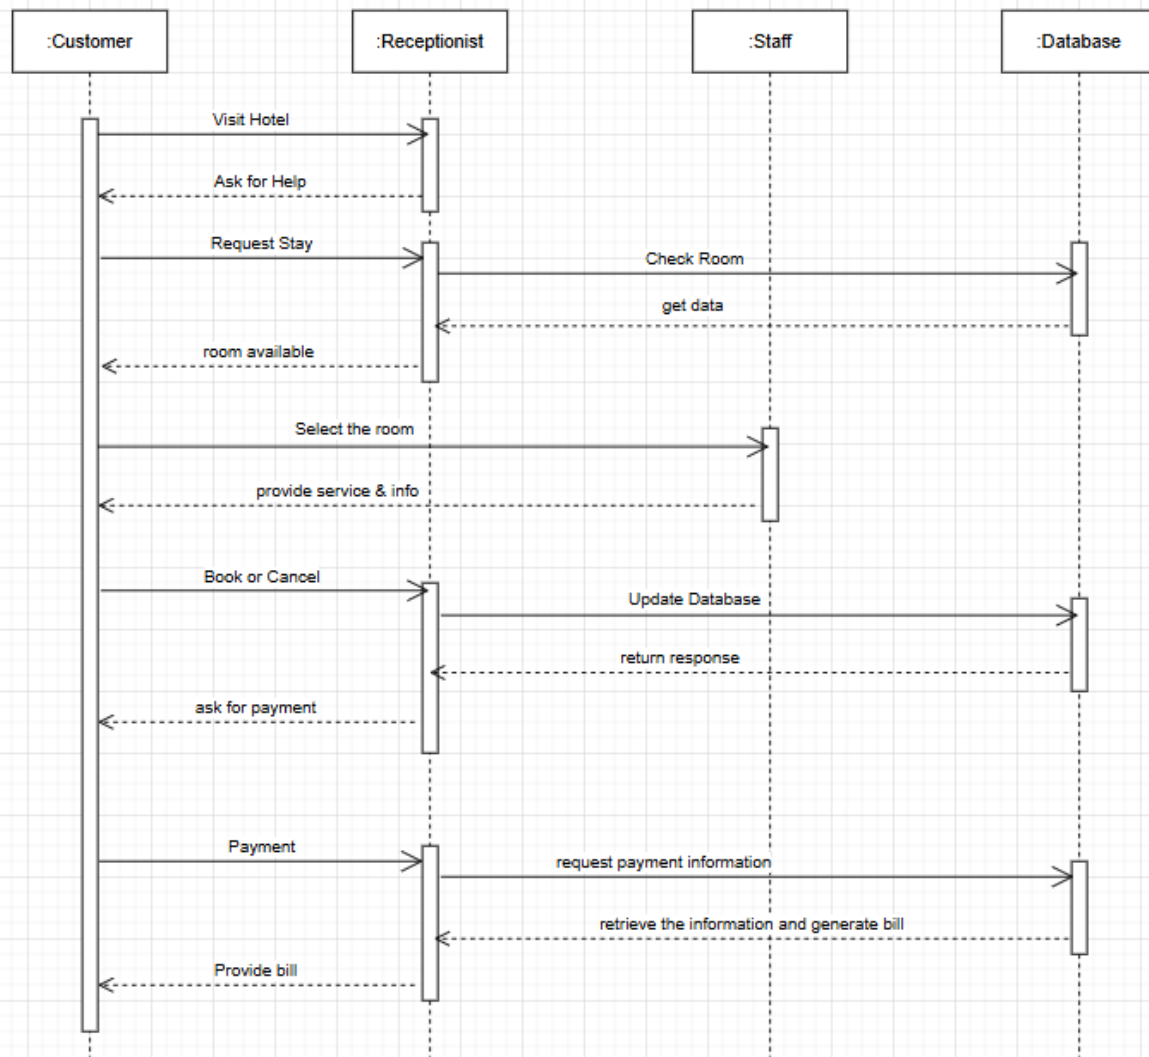 :Customer
:Receptionist
:Staff
:Database
Visit Hotel
Ask for Help
Request Stay
Check Room
get data
room available
Select the room
provide service & info
Book or Cancel
Update Database
return response
ask for payment
Payment
request payment information
retrieve the information and generate bill
Provide bill